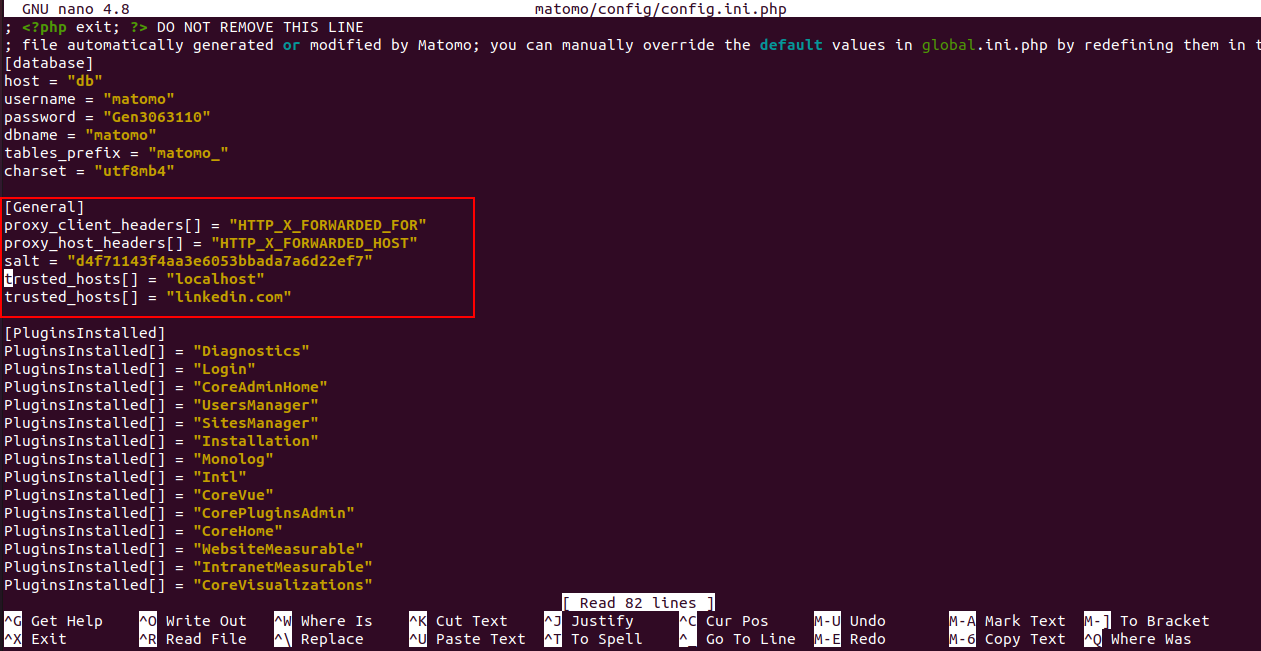 GNU nano 4.8 matomo/config/config.ini.php
; <?php exit; ?> DO NOT REMOVE THIS LINE
; file automatically generated or modified by Matomo; you can manually override the default values in global.ini.php by redefining them in t
[database]
host = "db"
username = "matomo"
password = "Gen3063110"
dbname = "matomo"
tables_prefix = "matomo_"
charset = "utf8mb4"
[General]
proxy_client_headers[] = "HTTP_X_FORWARDED_FOR"
proxy_host_headers[] = "HTTP_X_FORWARDED_HOST"
salt = "d4f71143f4aa3e6053bbada7a6d22ef7"
trusted_hosts[] = "localhost"
trusted_hosts[] = "linkedin.com"
[PluginsInstalled]
PluginsInstalled[] = "Diagnostics"
PluginsInstalled[] = "Login"
PluginsInstalled[] = "CoreAdminHome"
PluginsInstalled[] = "UsersManager"
PluginsInstalled[] = "SitesManager"
PluginsInstalled[] = "Installation"
PluginsInstalled[] = "Monolog"
PluginsInstalled[] = "Intl"
PluginsInstalled[] = "CoreVue"
PluginsInstalled[] = "CorePluginsAdmin"
PluginsInstalled[] = "CoreHome"
PluginsInstalled[] = "WebsiteMeasurable"
PluginsInstalled[] = "IntranetMeasurable"
PluginsInstalled[] = "CoreVisualizations"
[ Read 82 lines ]
^G Get Help ^O Write Out ^W Where Is ^K Cut Text ^J Justify ^C Cur Pos M-U Undo M-A Mark Text M-] To Bracket
^X Exit ^R Read File ^\ Replace ^U Paste Text ^T To Spell ^_ Go To Line M-E Redo M-6 Copy Text ^Q Where Was